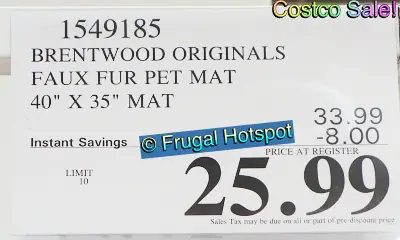 Costco Sale!
1549185
BRENTWOOD ORIGINALS
FAUX FUR PET MAT
40" X 35" MAT
33.99
Instant Savings -8.00
© Frugal Hotspot
PRICE AT REGISTER
LIMIT
10
25.99
Sales Tax may be due on all or part of pre-discount price